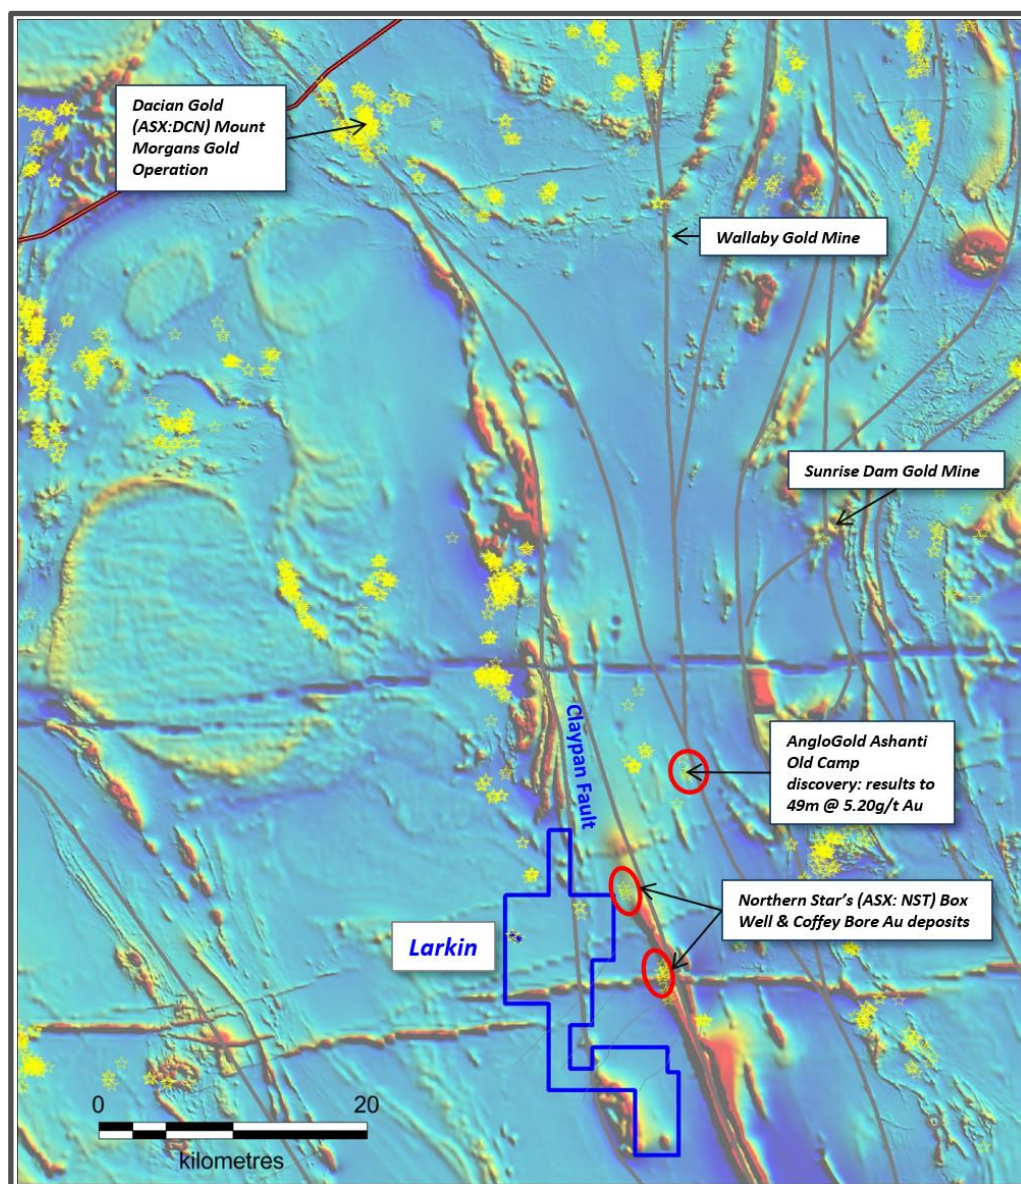 Dacian Gold
(ASX:DCN) Mount
Morgans Gold
Operation
Wallaby Gold Mine
Sunrise Dam Gold Mine
Claypan Fault
AngloGold Ashanti
Old Camp
discovery: results to
49m @ 5.20g/t Au
Northern Star's (ASX: NST) Box
Well & Coffey Bore Au deposits
Larkin
0 20
kilometres